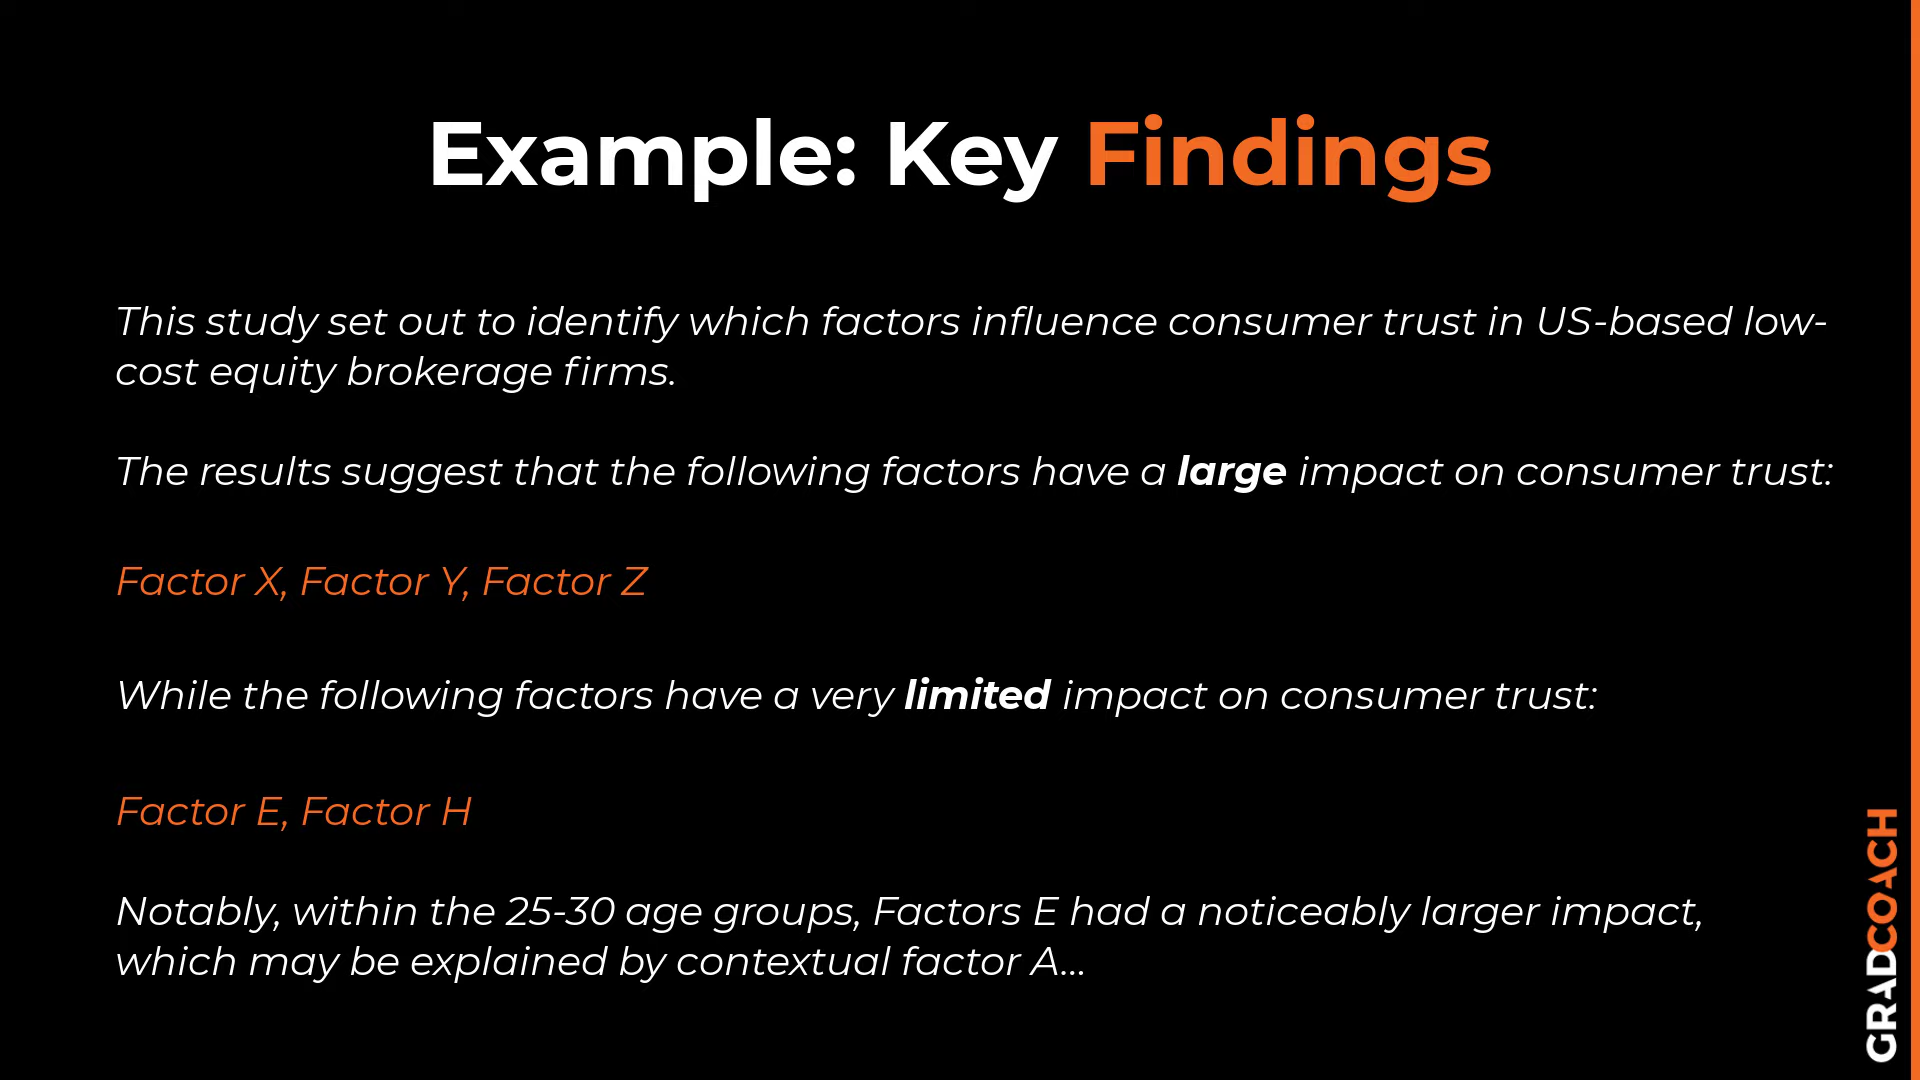 Example: Key Findings
This study set out to identify which factors influence consumer trust in US-based low-
cost equity brokerage firms.
The results suggest that the following factors have a large impact on consumer trust:
Factor X, Factor Y, Factor Z
While the following factors have a very limited impact on consumer trust:
Factor E, Factor H
Notably, within the 25-30 age groups, Factors E had a noticeably larger impact,
which may be explained by contextual factor A...
GRADCOACH